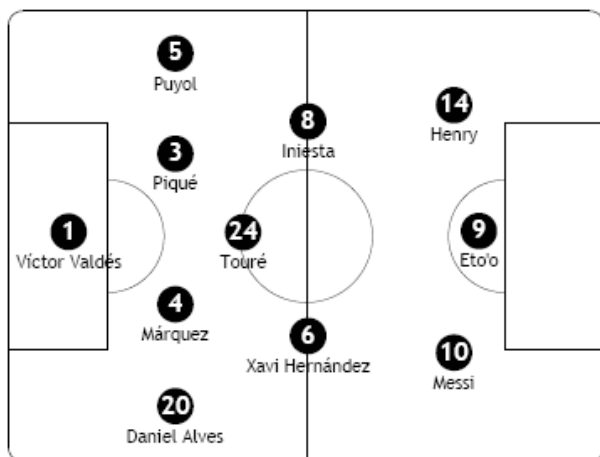 5
Puyol
14
Henry
8
Iniesta
3
Piqué
1
Víctor Valdés
24
Touré
9
Eto'o
4
Márquez
6
Xavi Hernández
10
Messi
20
Daniel Alves